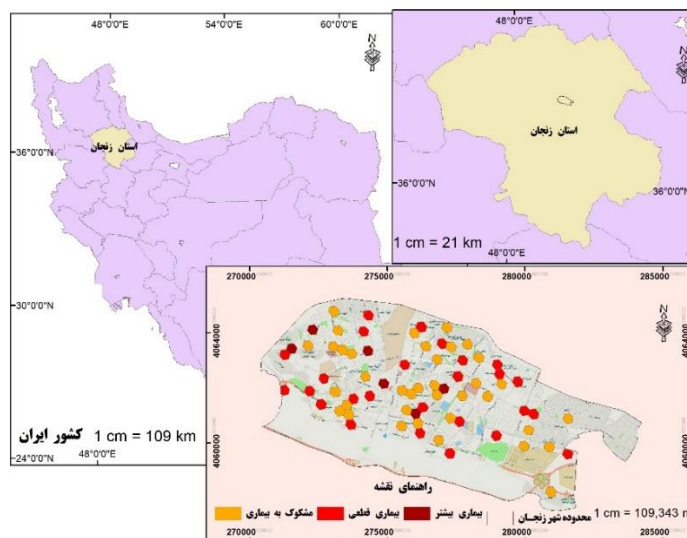 48°0'0"E 54°0'0"E 60°0'0"E
N
36°0'0"N
استان زنجان
30°0'0"N
24°0'0"N
48°0'0"E
کشور ایران 1 cm = 109 km
48°0'0"E
N
استان زنجان
36°0'0"N
36°0'0"N
1 cm = 21 km
48°0'0"E
270000 275000 280000 285000
N
4064000
4064000
4060000
4060000
راهنمای نقشه
مشکوک به بیماری
بیماری قطعی
بیماری بیشتر
محدوده شهر زنجان
1 cm = 109,343 m
270000 275000 280000 285000